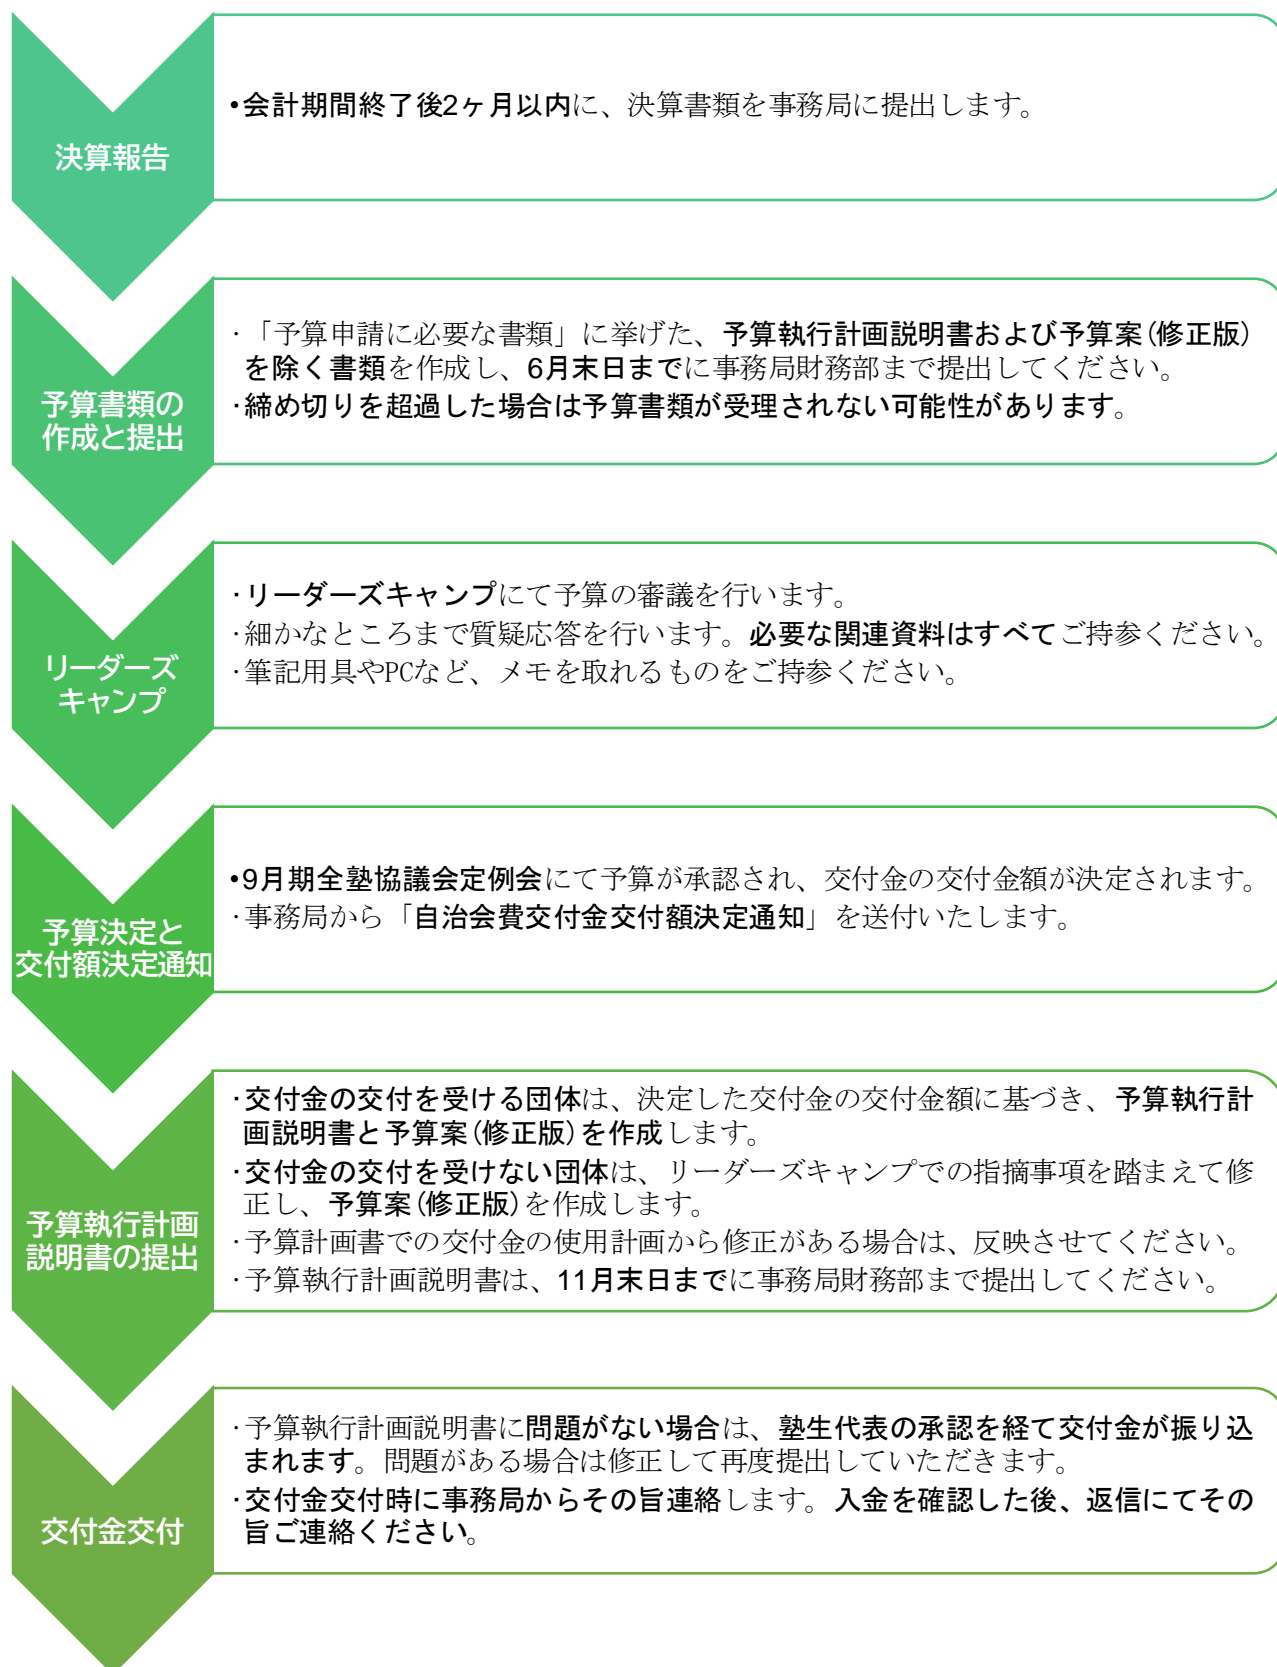 決算報告
•会計期間終了後2ヶ月以内に、決算書類を事務局に提出します。
予算書類の
作成と提出
・「予算申請に必要な書類」に挙げた、予算執行計画説明書および予算案(修正版)
を除く書類を作成し、6月末日までに事務局財務部まで提出してください。
・締め切りを超過した場合は予算書類が受理されない可能性があります。
リーダーズ
キャンプ
・リーダーズキャンプにて予算の審議を行います。
・細かなところまで質疑応答を行います。必要な関連資料はすべてご持参ください。
・筆記用具やPCなど、メモを取れるものをご持参ください。
予算決定と
交付額決定通知
•9月期全塾協議会定例会にて予算が承認され、交付金の交付金額が決定されます。
・事務局から「自治会費交付金交付額決定通知」を送付いたします。
予算執行計画
説明書の提出
・交付金の交付を受ける団体は、決定した交付金の交付金額に基づき、予算執行計
画説明書と予算案(修正版)を作成します。
・交付金の交付を受けない団体は、リーダーズキャンプでの指摘事項を踏まえて修
正し、予算案(修正版)を作成します。
・予算計画書での交付金の使用計画から修正がある場合は、反映させてください。
・予算執行計画説明書は、11月末日までに事務局財務部まで提出してください。
交付金交付
・予算執行計画説明書に問題がない場合は、塾生代表の承認を経て交付金が振り込
まれます。問題がある場合は修正して再度提出していただきます。
・交付金交付時に事務局からその旨連絡します。入金を確認した後、返信にてその
旨ご連絡ください。